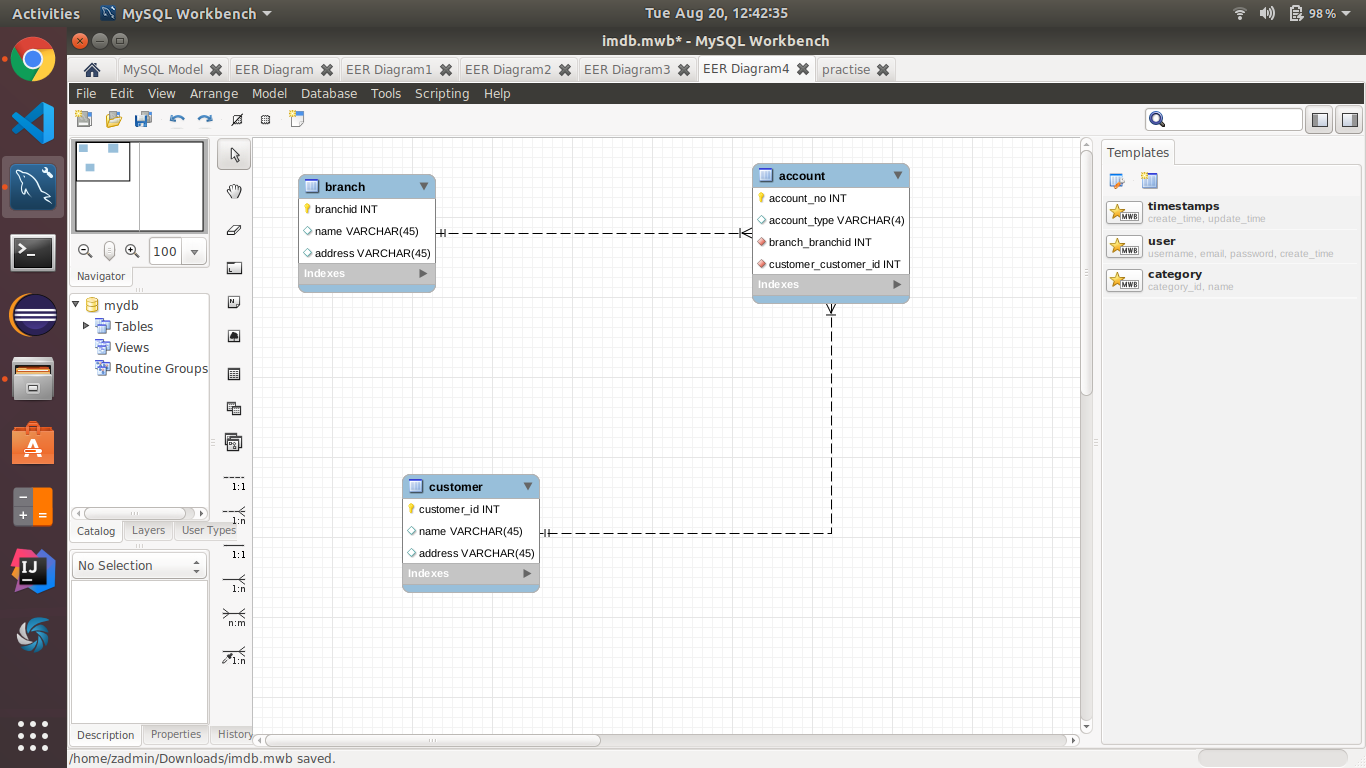 Activities
MySQL Workbench
Tue Aug 20, 12:42:35
98%
imdb.mwb* - MySQL Workbench
MySQL Model
EER Diagram
EER Diagram1
EER Diagram2
EER Diagram3
EER Diagram4
practise
File Edit View Arrange Model Database Tools Scripting Help
100
Navigator
mydb
Tables
Views
Routine Groups
Catalog Layers User Types
No Selection
Description Properties History
1:1
1:n
1:1
1:n
n:m
1:n
branch
branchid INT
name VARCHAR(45)
address VARCHAR(45)
Indexes
account
account_no INT
account_type VARCHAR(4)
branch_branchid INT
customer_customer_id INT
Indexes
customer
customer_id INT
name VARCHAR(45)
address VARCHAR(45)
Indexes
Templates
MWB
timestamps
create_time, update_time
MWB
user
username, email, password, create_time
MWB
category
category_id, name
IJ
/home/zadmin/Downloads/imdb.mwb saved.